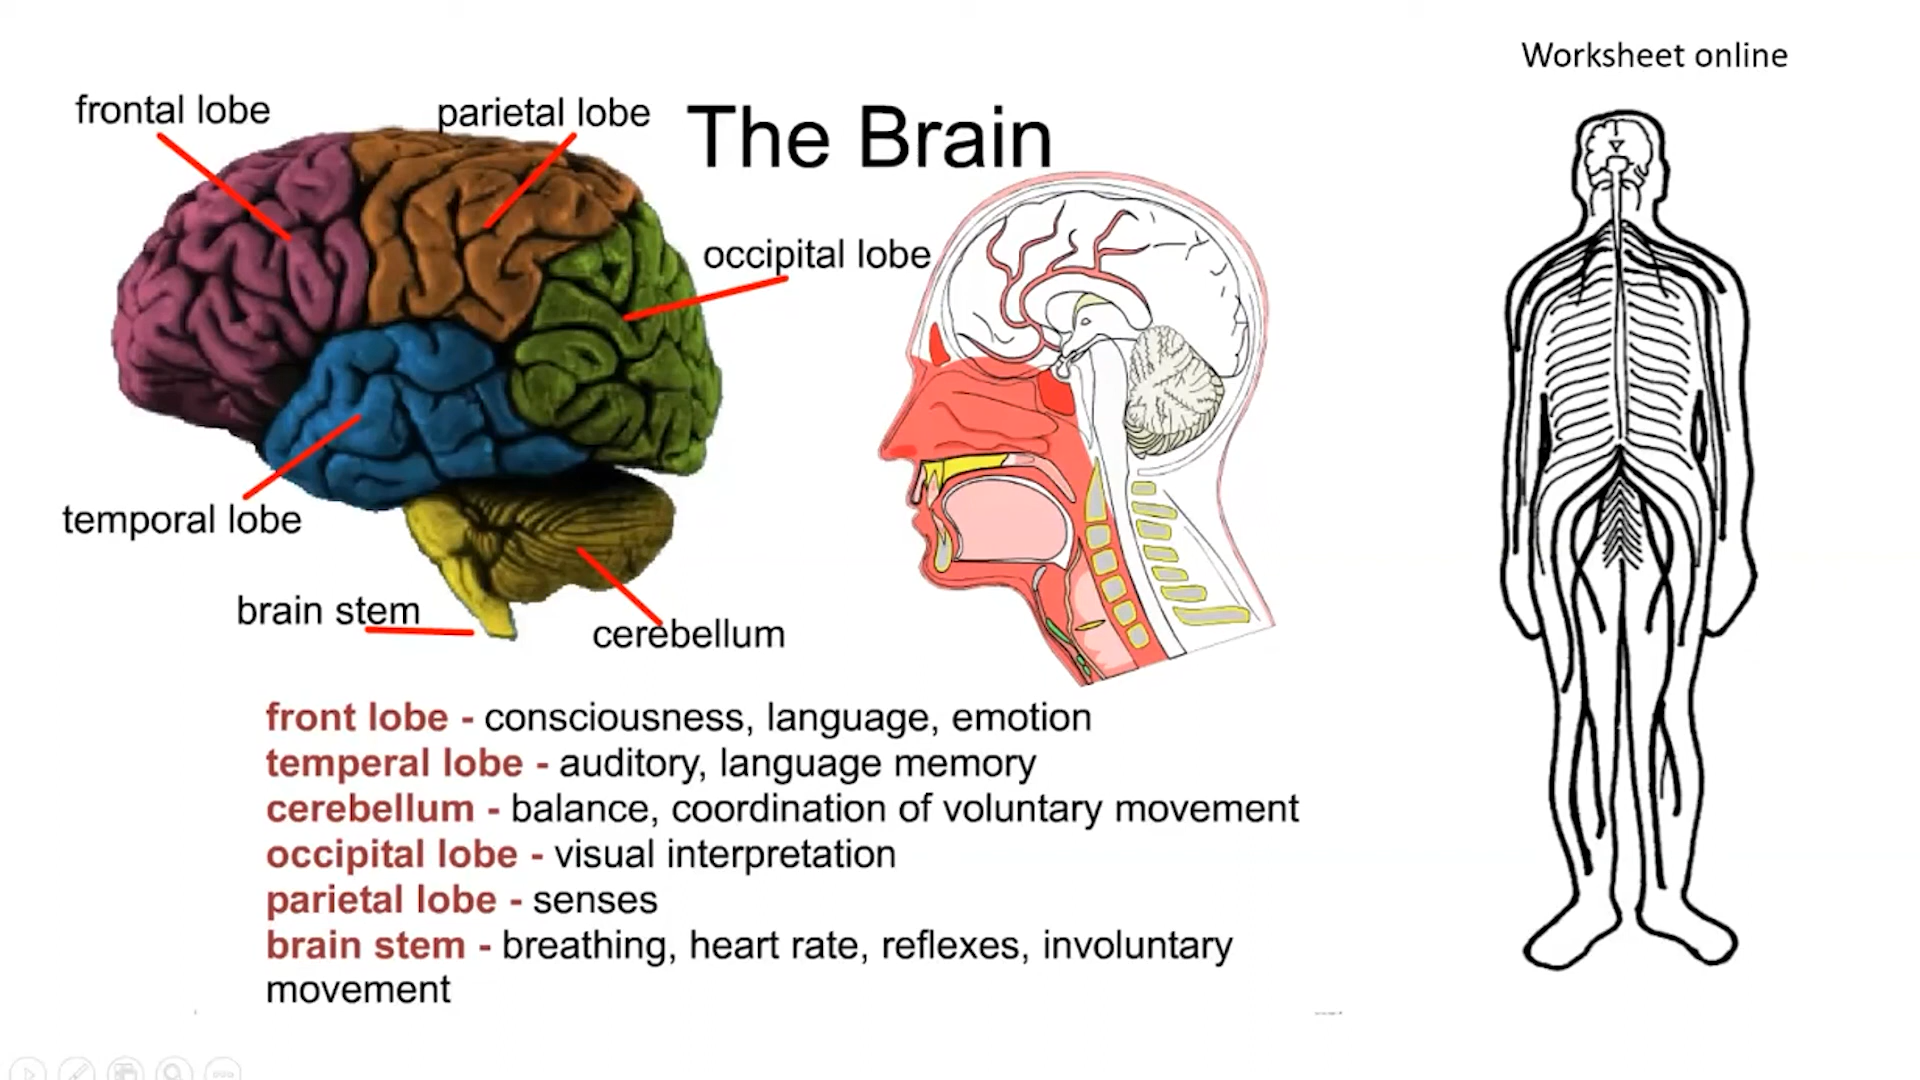 Worksheet online
frontal lobe
parietal lobe
The Brain
occipital lobe
temporal lobe
brain stem
cerebellum
front lobe - consciousness, language, emotion
temperal lobe - auditory, language memory
cerebellum - balance, coordination of voluntary movement
occipital lobe - visual interpretation
parietal lobe - senses
brain stem - breathing, heart rate, reflexes, involuntary
movement